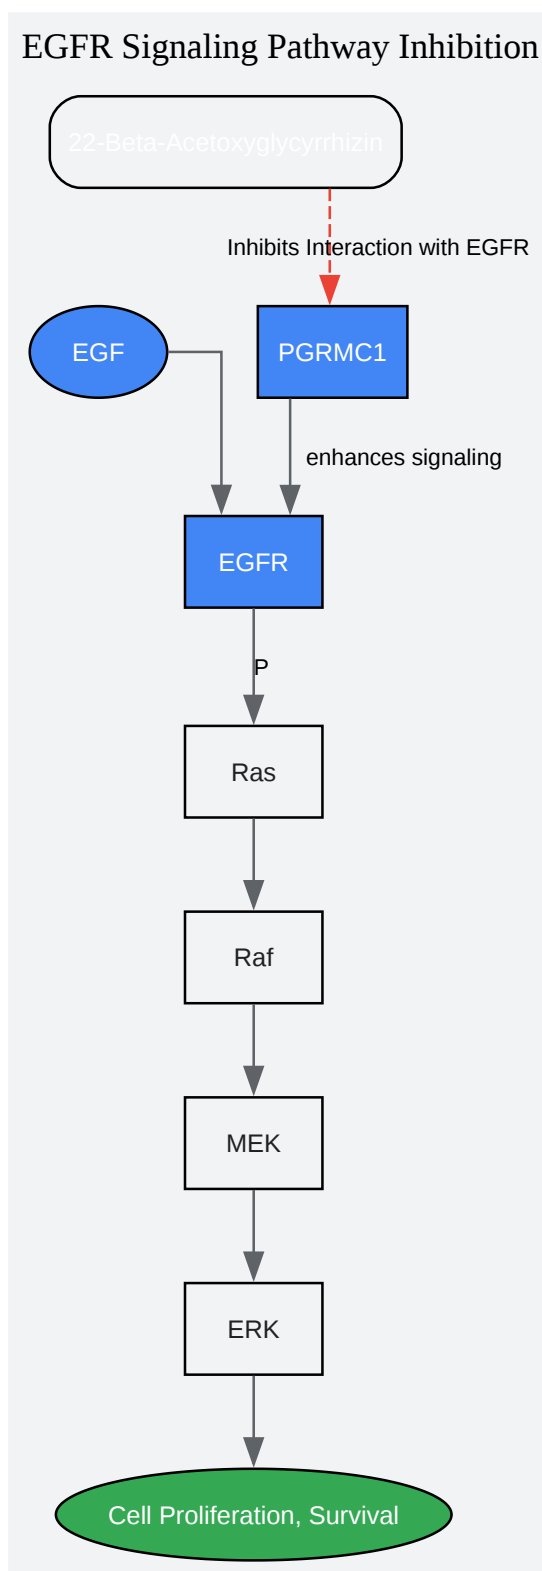 EGFR Signaling Pathway Inhibition
22-Beta-Acetoxyglycyrrhizin
Inhibits Interaction with EGFR
EGF
PGRMC1
enhances signaling
EGFR
P
Ras
Raf
MEK
ERK
Cell Proliferation, Survival